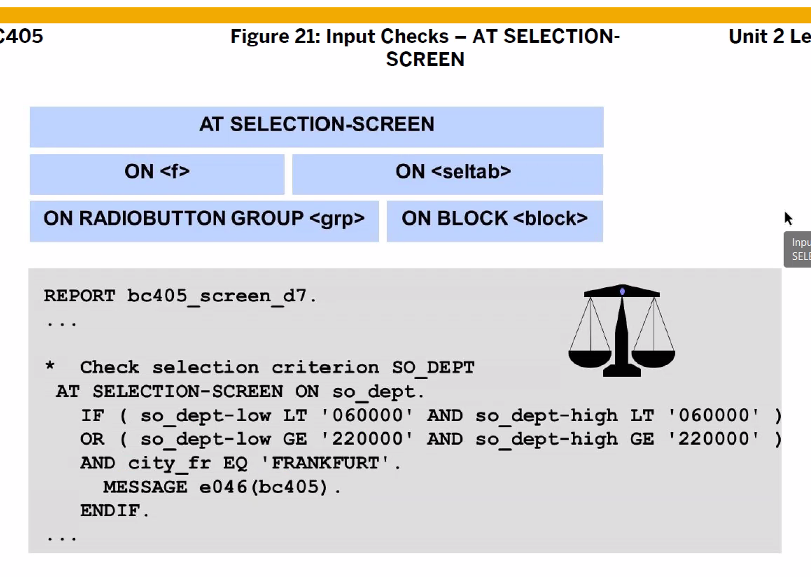 C405
Figure 21: Input Checks – AT SELECTION-
SCREEN
Unit 2 Le
AT SELECTION-SCREEN
ON <f>
ON <seltab>
ON RADIOBUTTON GROUP <grp>
ON BLOCK <block>
Inpu
SELE
REPORT bc405_screen_d7.
...
* Check selection criterion SO_DEPT
AT SELECTION-SCREEN ON so_dept.
IF ( so_dept-low LT '060000' AND so_dept-high LT '060000' )
OR ( so_dept-low GE '220000' AND so_dept-high GE '220000' )
AND city_fr EQ 'FRANKFURT'.
MESSAGE e046(bc405).
ENDIF.
...